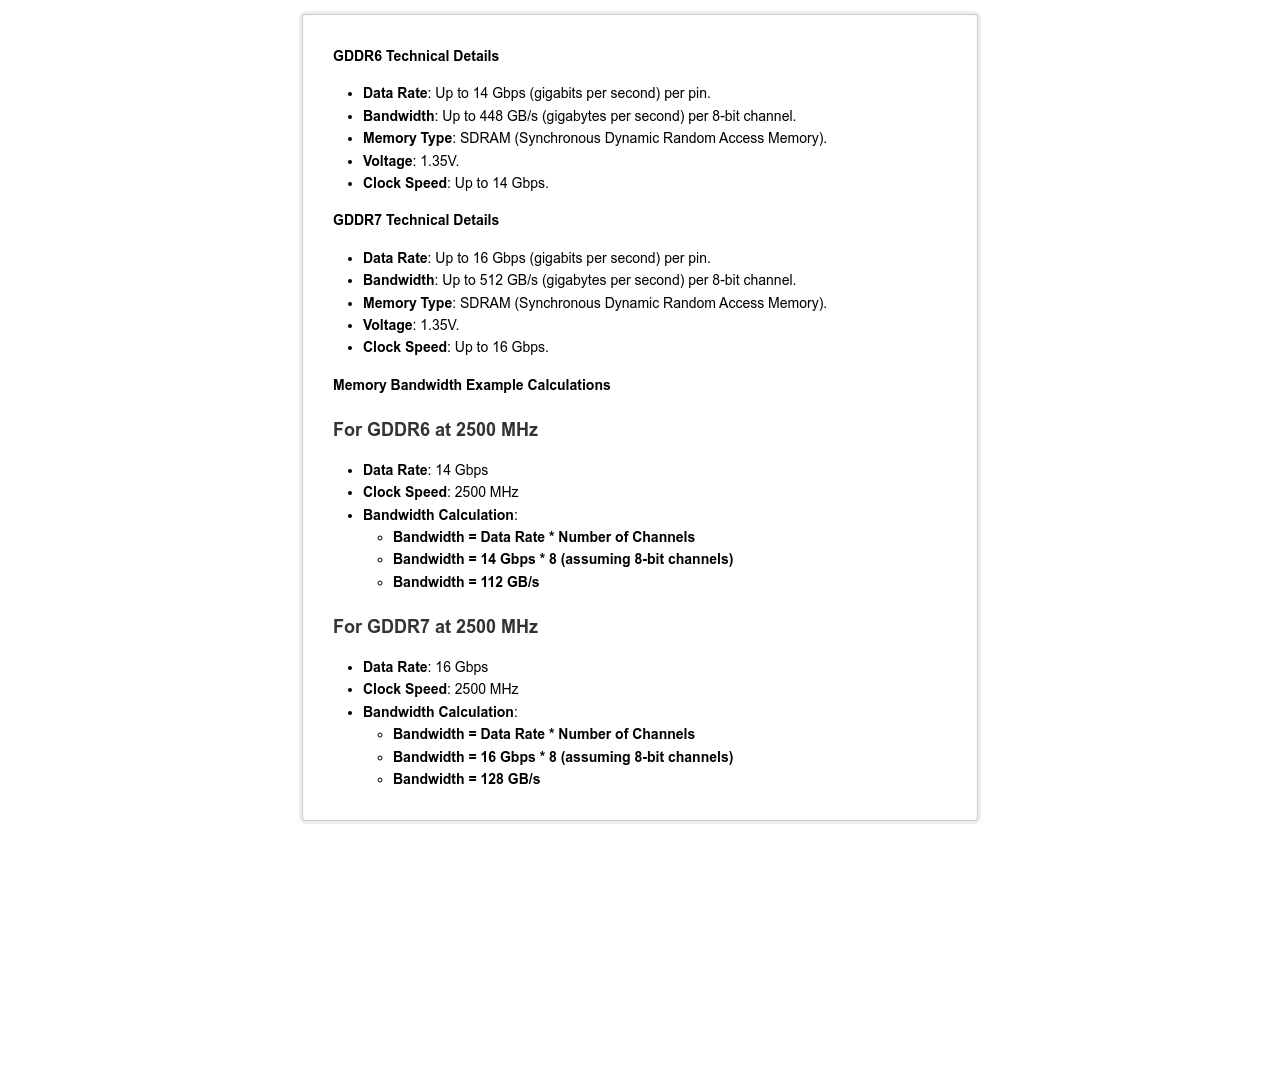 GDDR6 Technical Details
• Data Rate: Up to 14 Gbps (gigabits per second) per pin.
• Bandwidth: Up to 448 GB/s (gigabytes per second) per 8-bit channel.
• Memory Type: SDRAM (Synchronous Dynamic Random Access Memory).
• Voltage: 1.35V.
• Clock Speed: Up to 14 Gbps.
GDDR7 Technical Details
• Data Rate: Up to 16 Gbps (gigabits per second) per pin.
• Bandwidth: Up to 512 GB/s (gigabytes per second) per 8-bit channel.
• Memory Type: SDRAM (Synchronous Dynamic Random Access Memory).
• Voltage: 1.35V.
• Clock Speed: Up to 16 Gbps.
Memory Bandwidth Example Calculations
For GDDR6 at 2500 MHz
• Data Rate: 14 Gbps
• Clock Speed: 2500 MHz
• Bandwidth Calculation:
◦ Bandwidth = Data Rate * Number of Channels
◦ Bandwidth = 14 Gbps * 8 (assuming 8-bit channels)
◦ Bandwidth = 112 GB/s
For GDDR7 at 2500 MHz
• Data Rate: 16 Gbps
• Clock Speed: 2500 MHz
• Bandwidth Calculation:
◦ Bandwidth = Data Rate * Number of Channels
◦ Bandwidth = 16 Gbps * 8 (assuming 8-bit channels)
◦ Bandwidth = 128 GB/s